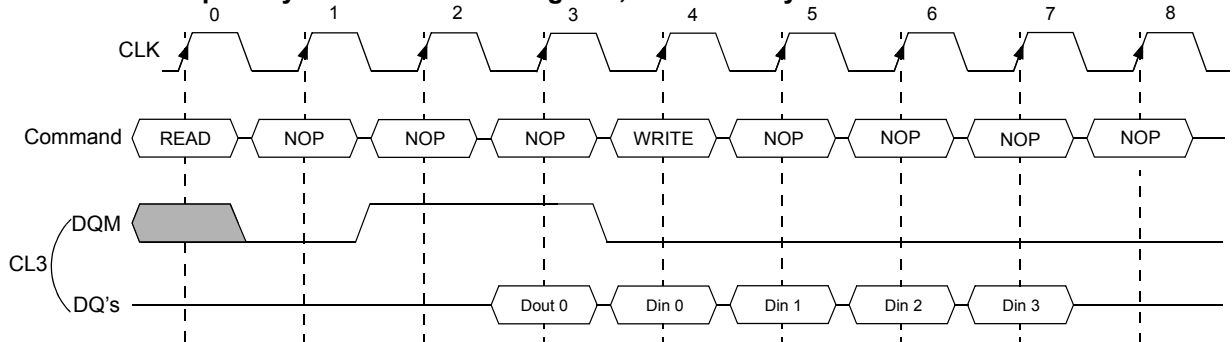 0 1 2 3 4 5 6 7 8
CLK
Command READ NOP NOP NOP WRITE NOP NOP NOP NOP
DQM
CL3
DQ's Dout 0 Din 0 Din 1 Din 2 Din 3